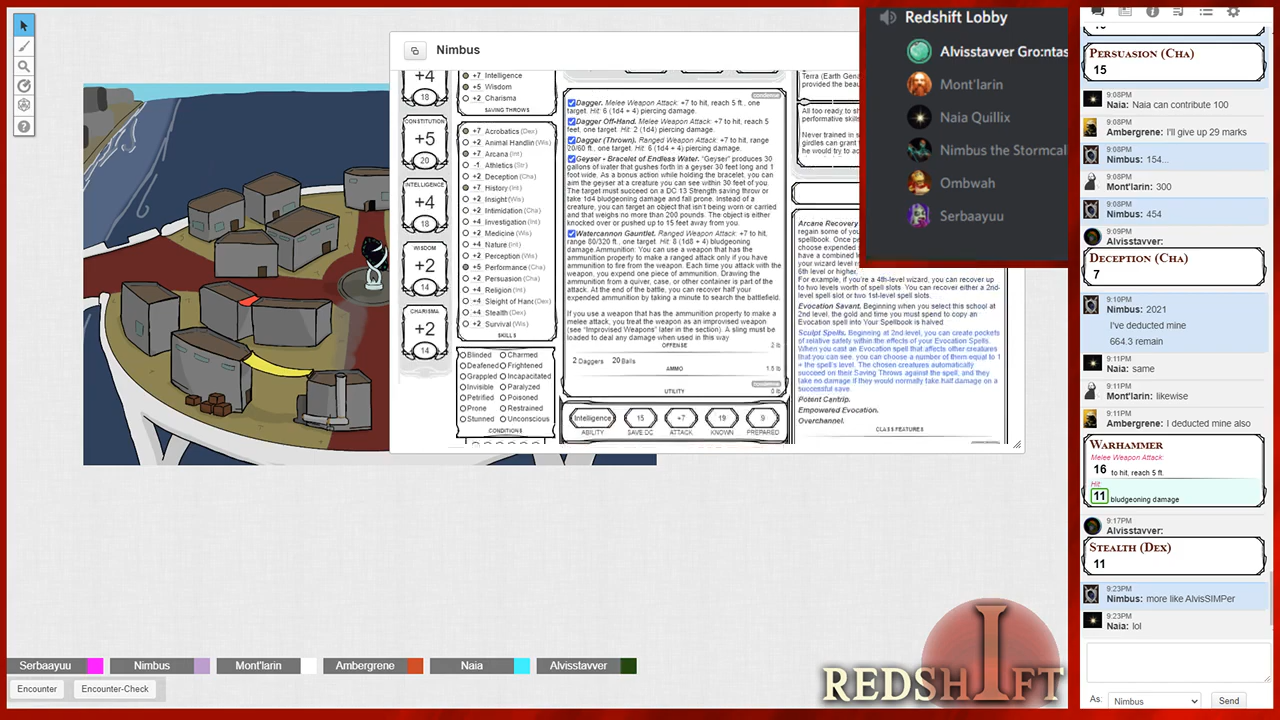 Nimbus
+4
18
CONSTITUTION
+5
20
INTELLIGENCE
+4
18
WISDOM
+2
14
CHARISMA
+2
14
+7 Intelligence
+5 Wisdom
+2 Charisma
SAVING THROWS
+7 Acrobatics (Dex)
+2 Animal Handlin(Wis)
+7 Arcana (Int)
-1 Athletics (Str)
+2 Deception (Cha)
+7 History (Int)
+2 Insight (Wis)
+2 Intimidation (Cha)
+4 Investigation (Int)
+2 Medicine (Wis)
+4 Nature (Int)
+2 Perception (Wis)
+5 Performance (Cha)
+2 Persuasion (Cha)
+4 Religion (Int)
+4 Sleight of Hanc(Dex)
+4 Stealth (Dex)
+2 Survival (Wis)
SKILLS
Blinded Charmed
Deafened Frightened
Grappled Incapacitated
Invisible Paralyzed
Petrified Poisoned
Prone Restrained
Stunned Unconscious
CONDITIONS
Dagger. Melee Weapon Attack: +7 to hit, reach 5 ft., one
target. Hit: 6 (1d4 + 4) piercing damage.
Dagger Off-Hand. Melee Weapon Attack: +7 to hit, reach 5
feet, one target. Hit: 2 (1d4) piercing damage.
Dagger (Thrown). Ranged Weapon Attack: +7 to hit, range
20/60 ft., one target. Hit: 6 (1d4 + 4) piercing damage.
Geyser - Bracelet of Endless Water. "Geyser" produces 30
gallons of water that gushes forth in a geyser 30 feet long and 1
foot wide. As a bonus action while holding the bracelet, you can
aim the geyser at a creature you can see within 30 feet of you.
The target must succeed on a DC 13 Strength saving throw or
take 1d4 bludgeoning damage and fall prone. Instead of a
creature, you can target an object that isn't being worn or carried
and that weighs no more than 200 pounds. The object is either
knocked over or pushed up to 15 feet away from you.
Watercannon Gauntlet. Ranged Weapon Attack: +7 to hit,
range 80/320 ft., one target. Hit: 8 (1d8 + 4) bludgeoning
damage.Ammunition: You can use a weapon that has the
ammunition property to make a ranged attack only if you have
ammunition to fire from the weapon. Each time you attack with the
weapon, you expend one piece of ammunition. Drawing the
ammunition from a quiver, case, or other container is part of the
attack. At the end of the battle, you can recover half your
expended ammunition by taking a minute to search the battlefield.
If you use a weapon that has the ammunition property to make a
melee attack, you treat the weapon as an improvised weapon
(see "Improvised Weapons" later in the section). A sling must be
loaded to deal any damage when used in this way
OFFENSE 2 lb
2 Daggers 20 Balls
AMMO 1.5 lb
UTILITY 0 lb
Intelligence 15 +7 19 9
ABILITY SAVE DC ATTACK KNOWN PREPARED
Terra (Earth Gena
provided the beau
All too ready to sh
performative skills
Never trained in s
girdles can grant
he would try to ac
Arcane Recovery
regain some of you
spellbook. Once pe
choose expended s
have a combined l
your wizard level r
6th level or higher.
For example, if you're a 4th-level wizard, you can recover up
to two levels worth of spell slots. You can recover either a 2nd-
level spell slot or two 1st-level spell slots.
Evocation Savant. Beginning when you select this school at
2nd level, the gold and time you must spend to copy an
Evocation spell into Your Spellbook is halved
Sculpt Spells. Beginning at 2nd level, you can create pockets
of relative safety within the effects of your Evocation Spells.
When you cast an Evocation spell that affects other creatures
that you can see, you can choose a number of them equal to 1
+ the spell's level. The chosen creatures automatically
succeed on their Saving Throws against the spell, and they
take no damage if they would normally take half damage on a
successful save.
Potent Cantrip.
Empowered Evocation.
Overchannel.
CLASS FEATURES
Redshift Lobby
Alvisstavver Gro:ntas
Mont'larin
Naia Quillix
Nimbus the Stormcal
Ombwah
Serbaayuu
PERSUASION (CHA)
15
9:08PM
Naia: Naia can contribute 100
9:08PM
Ambergrene: I'll give up 29 marks
9:08PM
Nimbus: 154...
9:08PM
Mont'larin: 300
9:08PM
Nimbus: 454
9:09PM
Alvisstavver:
DECEPTION (CHA)
7
9:10PM
Nimbus: 2021
I've deducted mine
664.3 remain
9:11PM
Naia: same
9:11PM
Mont'larin: likewise
9:11PM
Ambergrene: I deducted mine also
WARHAMMER
Melee Weapon Attack:
16 to hit, reach 5 ft.
Hit:
11 bludgeoning damage
9:17PM
Alvisstavver:
STEALTH (DEX)
11
9:23PM
Nimbus: more like AlvisSIMPer
9:23PM
Naia: lol
As: Nimbus Send
Serbaayuu Nimbus Mont'larin Ambergrene Naia Alvisstavver
Encounter Encounter-Check
REDSHIFT